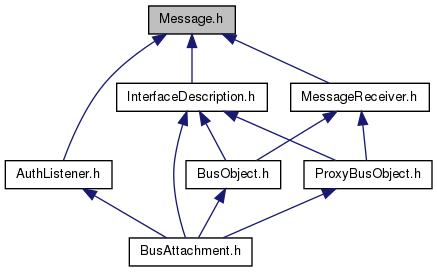 Message.h
InterfaceDescription.h
MessageReceiver.h
AuthListener.h
BusObject.h
ProxyBusObject.h
BusAttachment.h